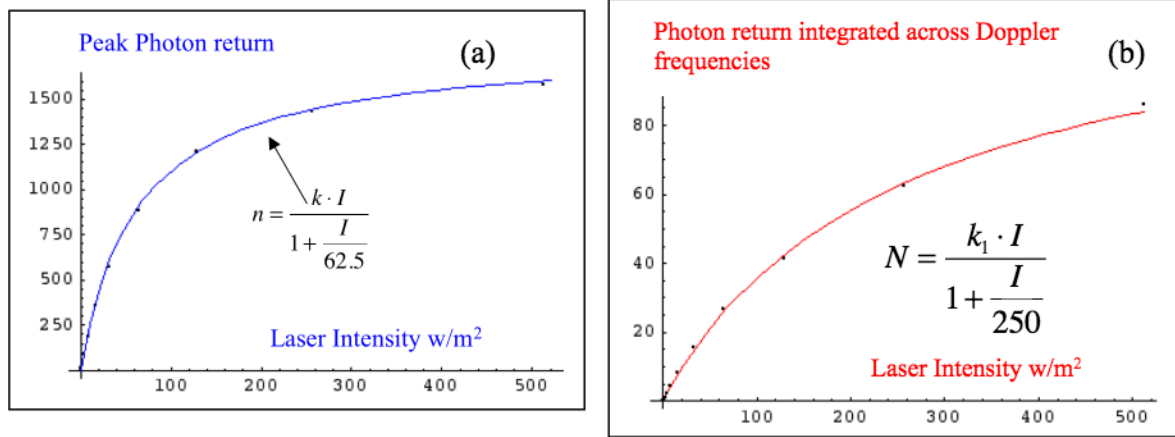 Peak Photon return
(a)
1500
1250
1000
750
500
250
n = k · I / (1 + I / 62.5)
Laser Intensity w/m²
100 200 300 400 500
Photon return integrated across Doppler
frequencies
(b)
80
60
40
20
N = k₁ · I / (1 + I / 250)
Laser Intensity w/m²
100 200 300 400 500